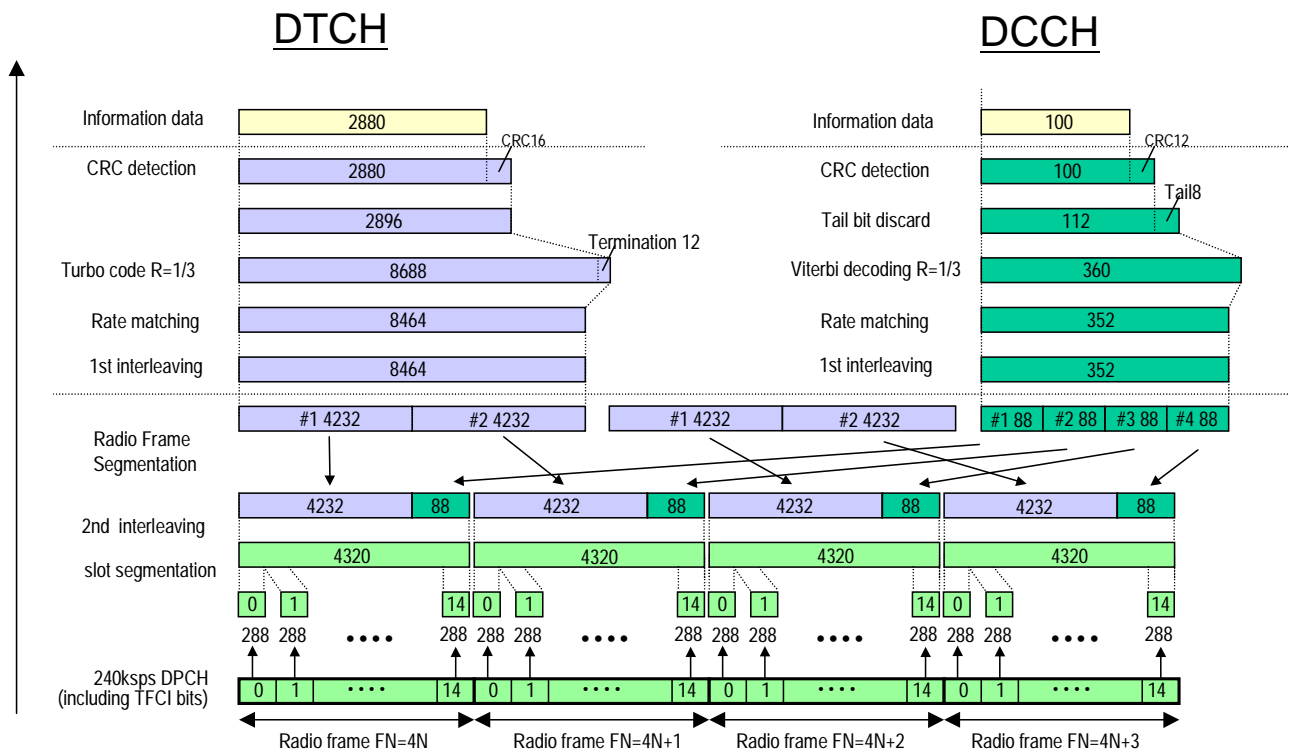 DTCH
DCCH
Information data
2880
Information data
100
CRC16
CRC12
CRC detection
2880
CRC detection
100
Tail8
2896
Tail bit discard
112
Termination 12
Turbo code R=1/3
8688
Viterbi decoding R=1/3
360
Rate matching
8464
Rate matching
352
1st interleaving
8464
1st interleaving
352
#1 4232
#2 4232
#1 4232
#2 4232
#1 88
#2 88
#3 88
#4 88
Radio Frame
Segmentation
4232
88
4232
88
4232
88
4232
88
2nd interleaving
4320
4320
4320
4320
slot segmentation
0
1
14
0
1
14
0
1
14
0
1
14
288
288
• • • •
288
288
288
• • • •
288
288
288
• • • •
288
288
288
• • • •
288
240ksps DPCH
(including TFCI bits)
0
1
• • • •
14
0
1
• • • •
14
0
1
• • • •
14
0
1
• • • •
14
Radio frame FN=4N
Radio frame FN=4N+1
Radio frame FN=4N+2
Radio frame FN=4N+3